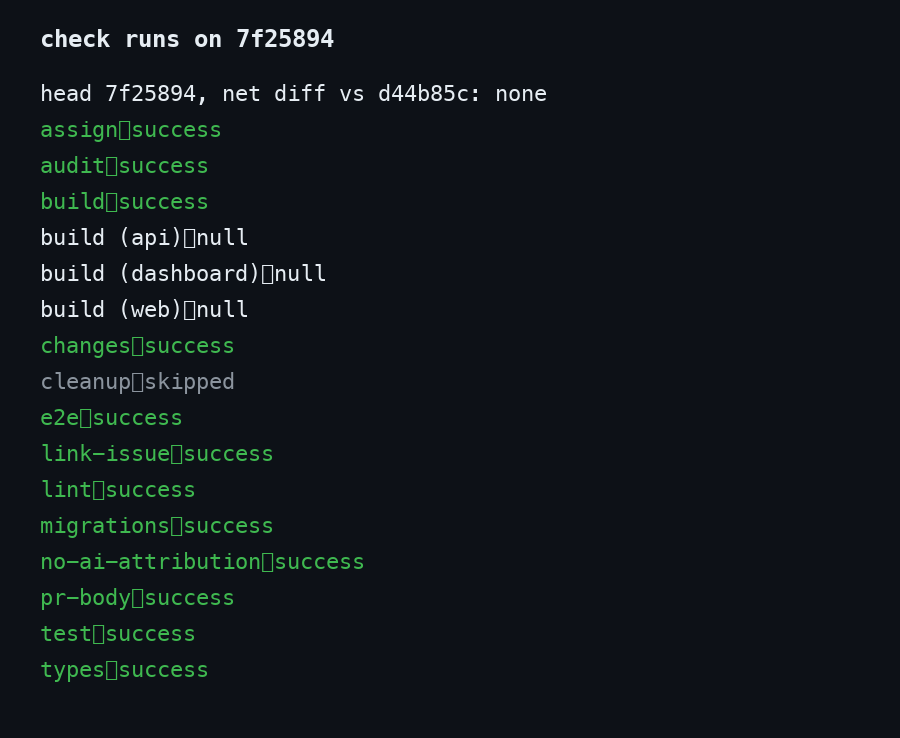 check runs on 7f25894
head 7f25894, net diff vs d44b85c: none
assign▯success
audit▯success
build▯success
build (api)▯null
build (dashboard)▯null
build (web)▯null
changes▯success
cleanup▯skipped
e2e▯success
link-issue▯success
lint▯success
migrations▯success
no-ai-attribution▯success
pr-body▯success
test▯success
types▯success